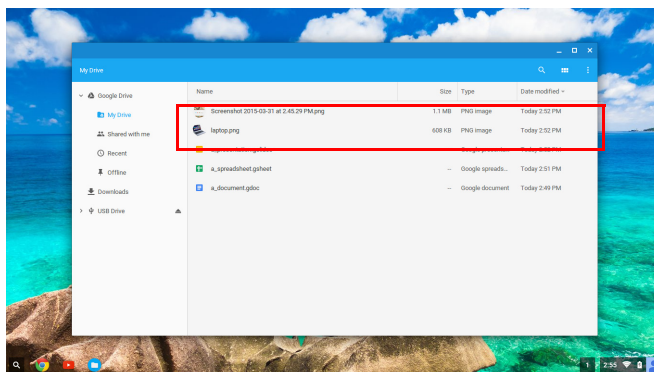 My Drive
Google Drive
My Drive
Shared with me
Recent
Offline
Downloads
USB Drive
Name Size Type Date modified
Screenshot 2015-03-31 at 2.45.29 PM.png 1.1 MB PNG image Today 2:52 PM
laptop.png 608 KB PNG image Today 2:52 PM
a_spreadsheet.gsheet -- Google spreads... Today 2:51 PM
a_document.gdoc -- Google document Today 2:49 PM
1 2:55